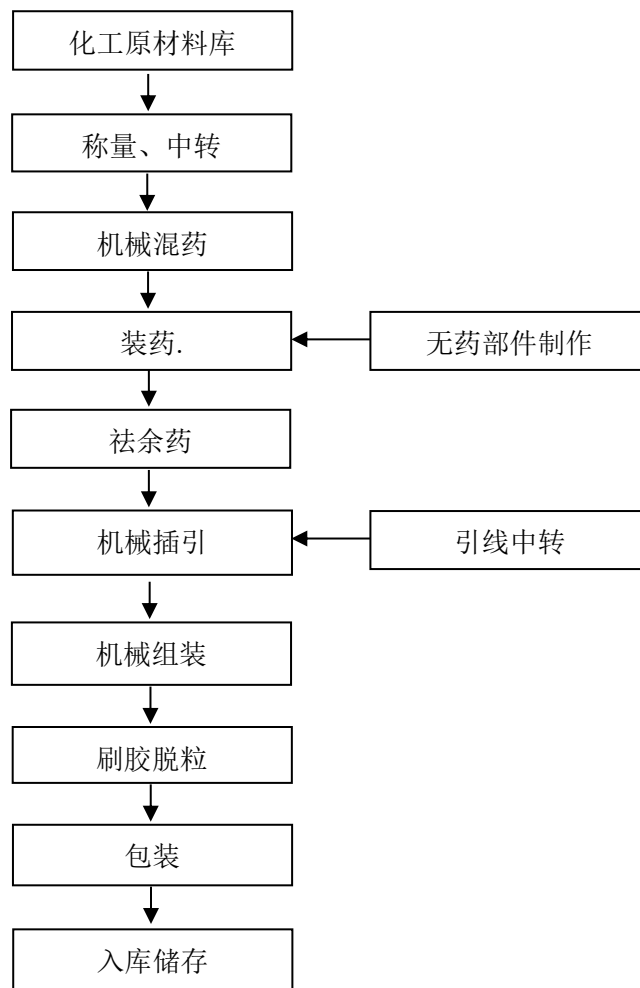 化工原材料库
称量、中转
机械混药
装药.
无药部件制作
祛余药
机械插引
引线中转
机械组装
刷胶脱粒
包装
入库储存